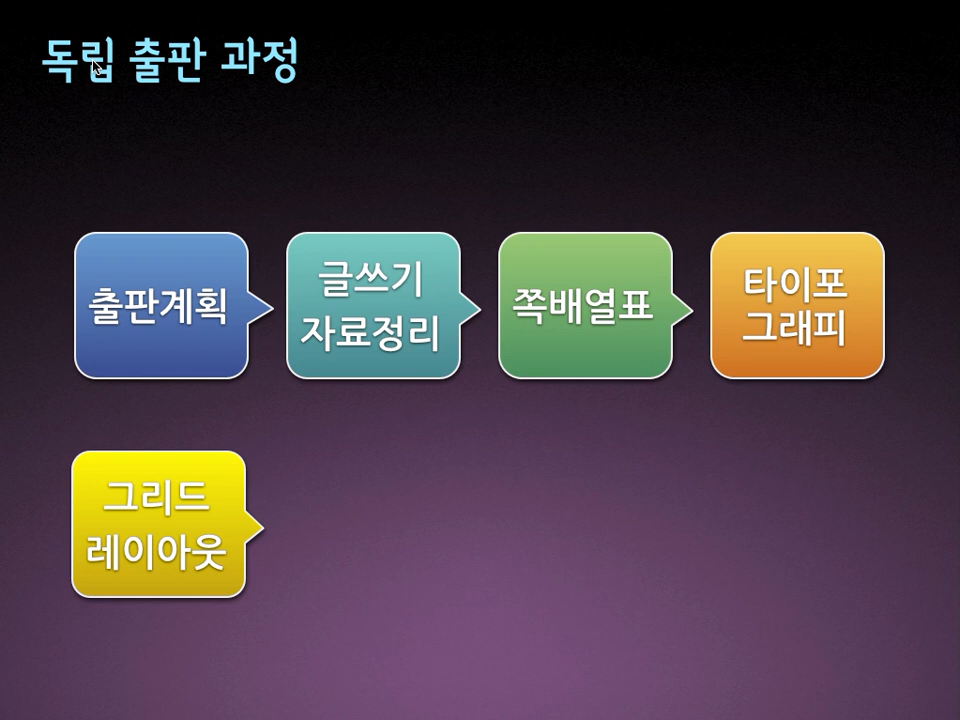 독립 출판 과정
출판계획
글쓰기
자료정리
쪽배열표
타이포
그래피
그리드
레이아웃